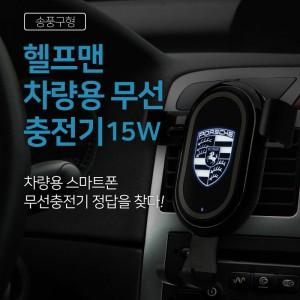 송풍구형
헬프맨
차량용 무선
충전기15W
PORSCHE
차량용 스마트폰
무선충전기 정답을 찾다!